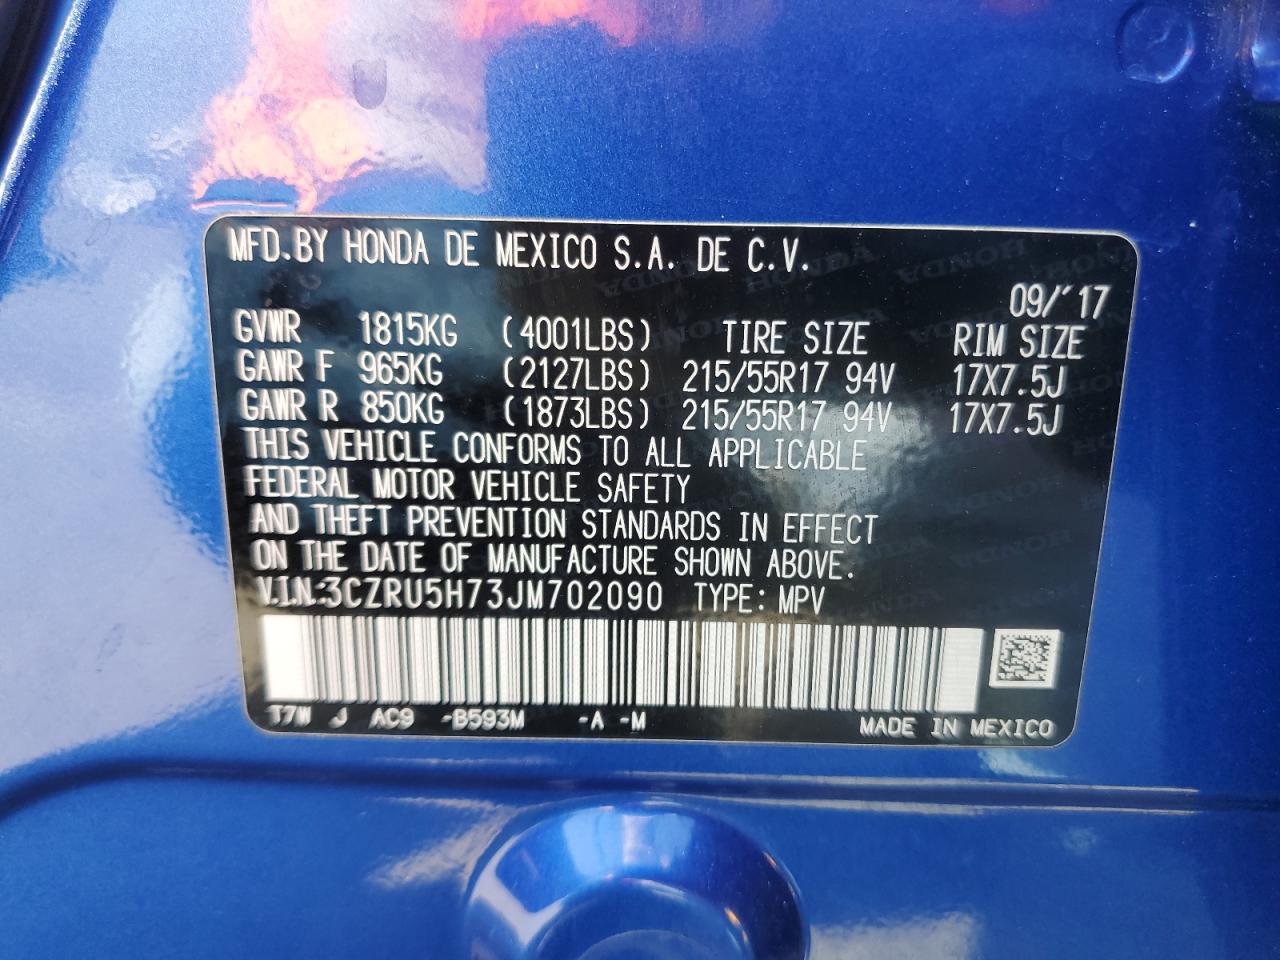 MFD.BY HONDA DE MEXICO S.A. DE C.V.
09/'17
GVWR 1815KG (4001LBS) TIRE SIZE RIM SIZE
GAWR F 965KG (2127LBS) 215/55R17 94V 17X7.5J
GAWR R 850KG (1873LBS) 215/55R17 94V 17X7.5J
THIS VEHICLE CONFORMS TO ALL APPLICABLE
FEDERAL MOTOR VEHICLE SAFETY
AND THEFT PREVENTION STANDARDS IN EFFECT
ON THE DATE OF MANUFACTURE SHOWN ABOVE.
V.I.N.:3CZRU5H73JM702090 TYPE: MPV
T7W J AC9 -B593M -A -M MADE IN MEXICO